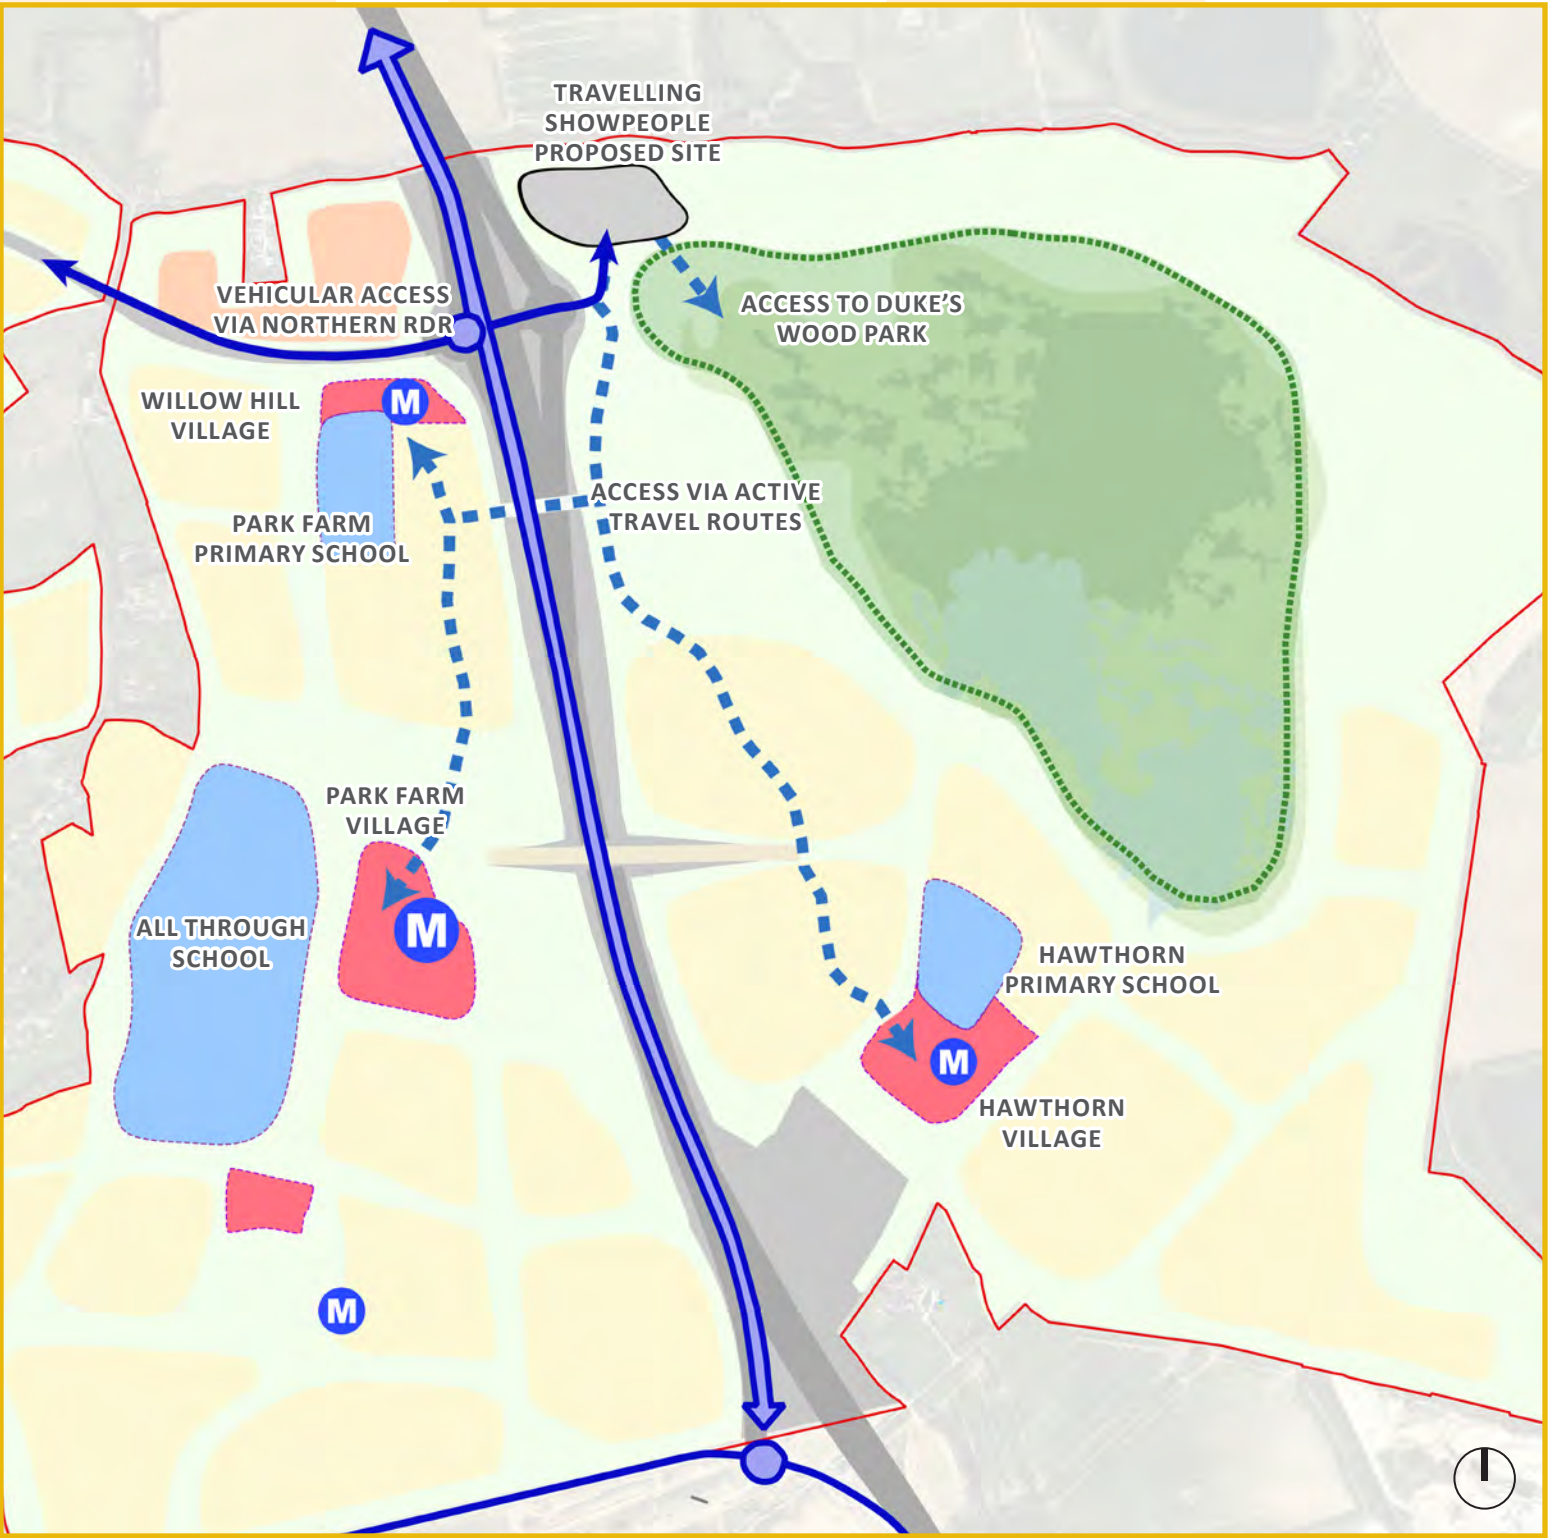 TRAVELLING
SHOWPEOPLE
PROPOSED SITE
VEHICULAR ACCESS
VIA NORTHERN RDR
ACCESS TO DUKE'S
WOOD PARK
WILLOW HILL
VILLAGE
M
ACCESS VIA ACTIVE
TRAVEL ROUTES
PARK FARM
PRIMARY SCHOOL
PARK FARM
VILLAGE
M
ALL THROUGH
SCHOOL
HAWTHORN
PRIMARY SCHOOL
M
HAWTHORN
VILLAGE
M